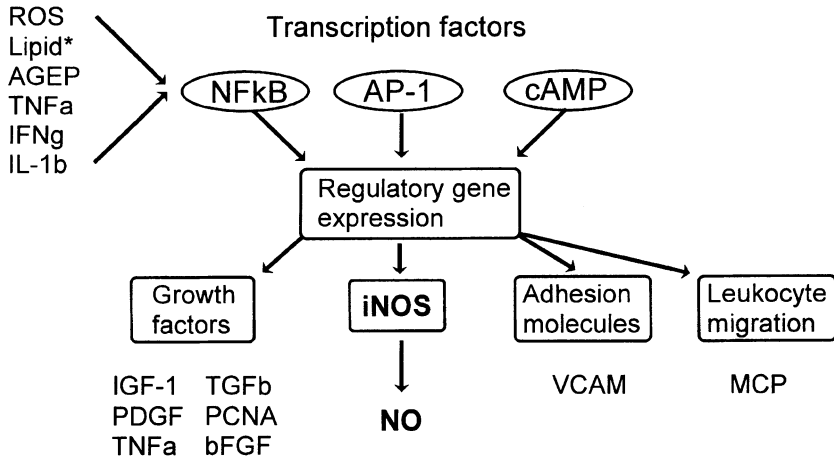 ROS
Lipid*
AGEP
TNFa
IFNg
IL-1b
Transcription factors
NFkB
AP-1
cAMP
Regulatory gene
expression
Growth
factors
iNOS
Adhesion
molecules
Leukocyte
migration
IGF-1 TGFb
PDGF PCNA
TNFa bFGF
NO
VCAM
MCP